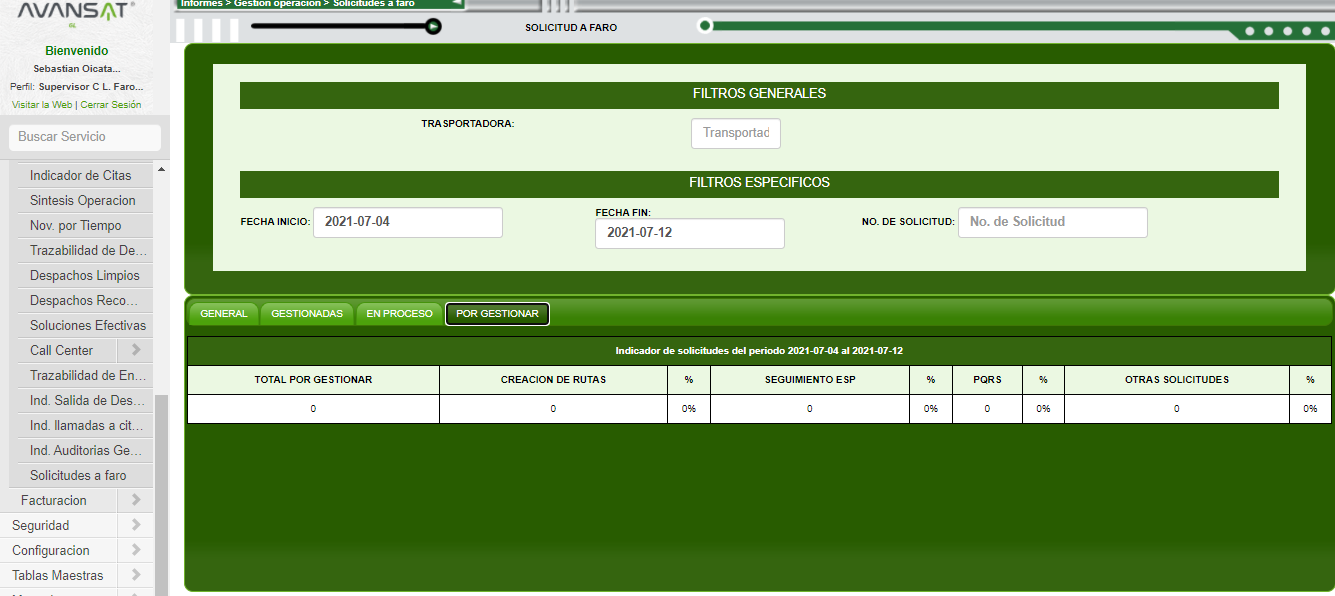 AVANSAT
GL
Bienvenido
Sebastian Oicata...
Perfil: Supervisor C L. Faro...
Visitar la Web | Cerrar Sesión
Buscar Servicio
Indicador de Citas
Sintesis Operacion
Nov. por Tiempo
Trazabilidad de De...
Despachos Limpios
Despachos Reco...
Soluciones Efectivas
Call Center
Trazabilidad de En...
Ind. Salida de Des...
Ind. llamadas a cit...
Ind. Auditorias Ge...
Solicitudes a faro
Facturacion
Seguridad
Configuracion
Tablas Maestras
Informes > Gestion operación > Solicitudes a faro
SOLICITUD A FARO
FILTROS GENERALES
TRASPORTADORA: Transportad
FILTROS ESPECIFICOS
FECHA INICIO: 2021-07-04
FECHA FIN: 2021-07-12
NO. DE SOLICITUD: No. de Solicitud
GENERAL GESTIONADAS EN PROCESO POR GESTIONAR
Indicador de solicitudes del periodo 2021-07-04 al 2021-07-12
TOTAL POR GESTIONAR CREACION DE RUTAS % SEGUIMIENTO ESP % PQRS % OTRAS SOLICITUDES %
0 0 0% 0 0% 0 0% 0 0%